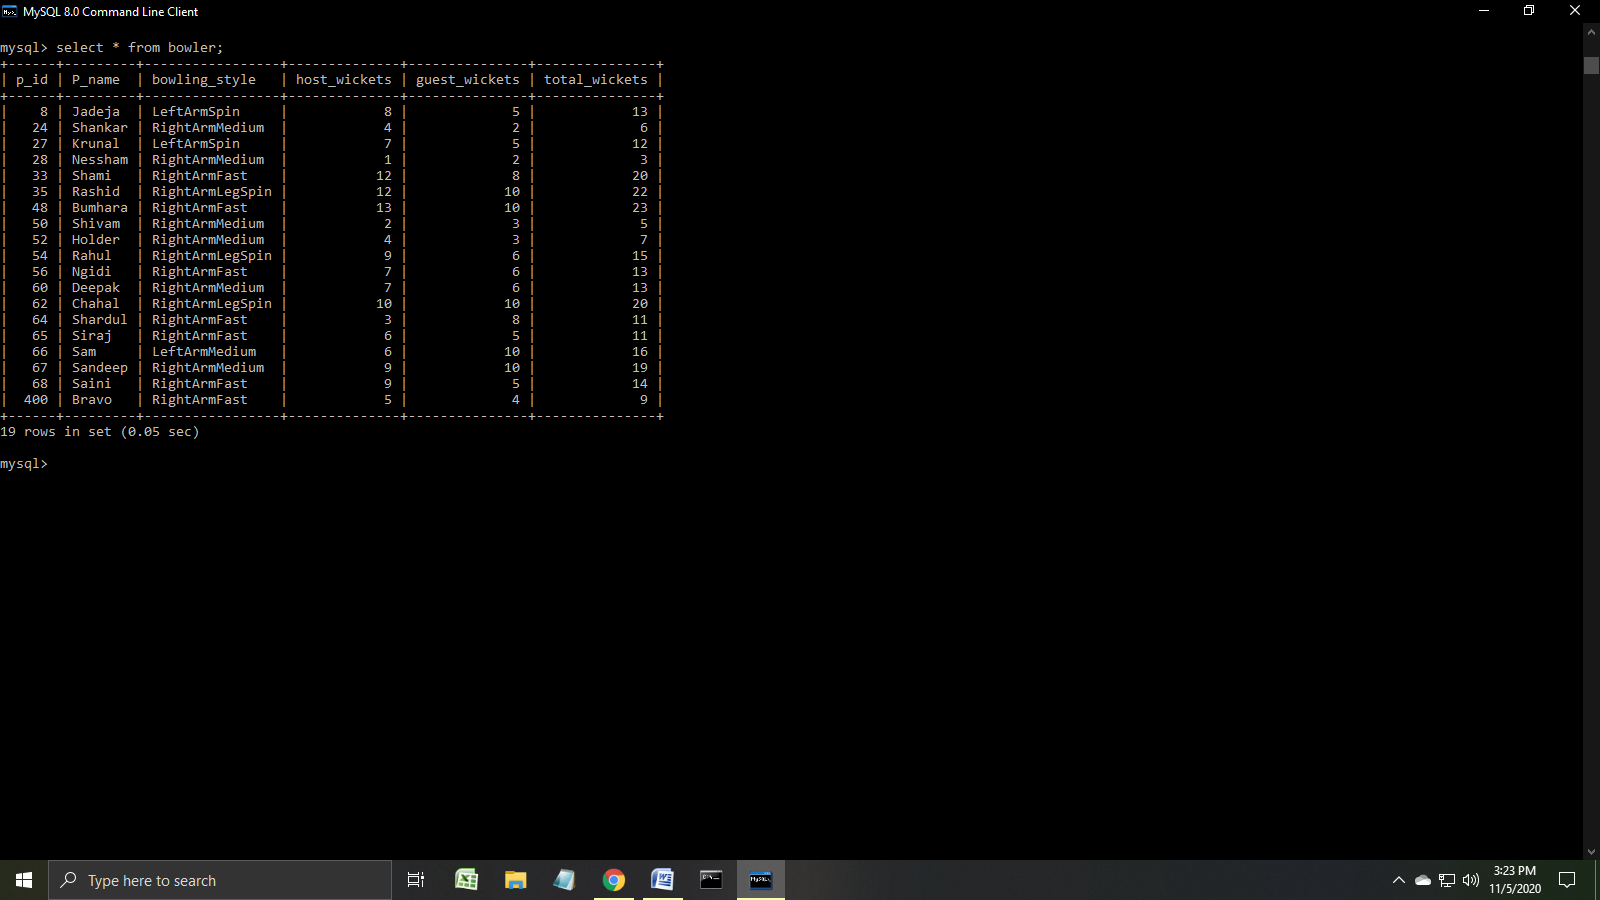 MySQL 8.0 Command Line Client
mysql> select * from bowler;
+------+---------+-----------------+--------------+---------------+---------------+
| p_id | P_name  | bowling_style   | host_wickets | guest_wickets | total_wickets |
+------+---------+-----------------+--------------+---------------+---------------+
|    8 | Jadeja  | LeftArmSpin     |            8 |             5 |            13 |
|   24 | Shankar | RightArmMedium  |            4 |             2 |             6 |
|   27 | Krunal  | LeftArmSpin     |            7 |             5 |            12 |
|   28 | Nessham | RightArmMedium  |            1 |             2 |             3 |
|   33 | Shami   | RightArmFast    |           12 |             8 |            20 |
|   35 | Rashid  | RightArmLegSpin |           12 |            10 |            22 |
|   48 | Bumhara | RightArmFast    |           13 |            10 |            23 |
|   50 | Shivam  | RightArmMedium  |            2 |             3 |             5 |
|   52 | Holder  | RightArmMedium  |            4 |             3 |             7 |
|   54 | Rahul   | RightArmLegSpin |            9 |             6 |            15 |
|   56 | Ngidi   | RightArmFast    |            7 |             6 |            13 |
|   60 | Deepak  | RightArmMedium  |            7 |             6 |            13 |
|   62 | Chahal  | RightArmLegSpin |           10 |            10 |            20 |
|   64 | Shardul | RightArmFast    |            3 |             8 |            11 |
|   65 | Siraj   | RightArmFast    |            6 |             5 |            11 |
|   66 | Sam     | LeftArmMedium   |            6 |            10 |            16 |
|   67 | Sandeep | RightArmMedium  |            9 |            10 |            19 |
|   68 | Saini   | RightArmFast    |            9 |             5 |            14 |
|  400 | Bravo   | RightArmFast    |            5 |             4 |             9 |
+------+---------+-----------------+--------------+---------------+---------------+
19 rows in set (0.05 sec)
mysql>
Type here to search
3:23 PM
11/5/2020